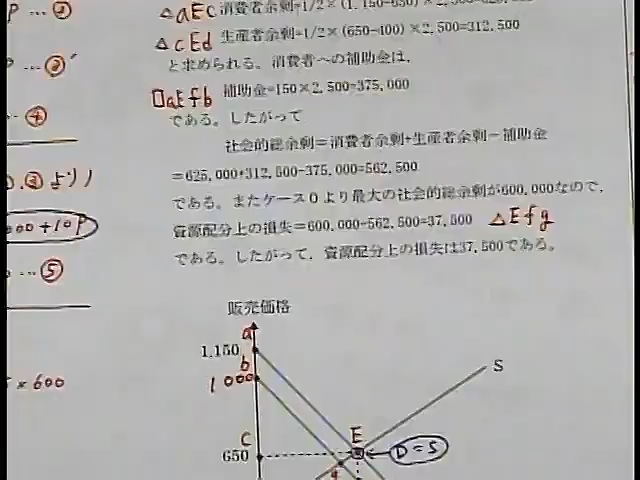 P … ②
△aEc 消費者余剰=1/2×(1,150-650)×2,500=625,000
△cEd 生産者余剰=1/2×(650-400)×2,500=312,500
P … ②′
と求められる。消費者への補助金は，
□aEfb 補助金=150×2,500=375,000
④
である。したがって
社会的総余剰=消費者余剰+生産者余剰-補助金
=625,000+312,500-375,000=562,500
②より
である。またケース0より最大の社会的総余剰が600,000なので，
000+10P
資源配分上の損失=600,000-562,500=37,500 △Efg
… ⑤
である。したがって，資源配分上の損失は37,500である。
販売価格
a
1,150
b
1000
S
×600
E
C
650
D=S